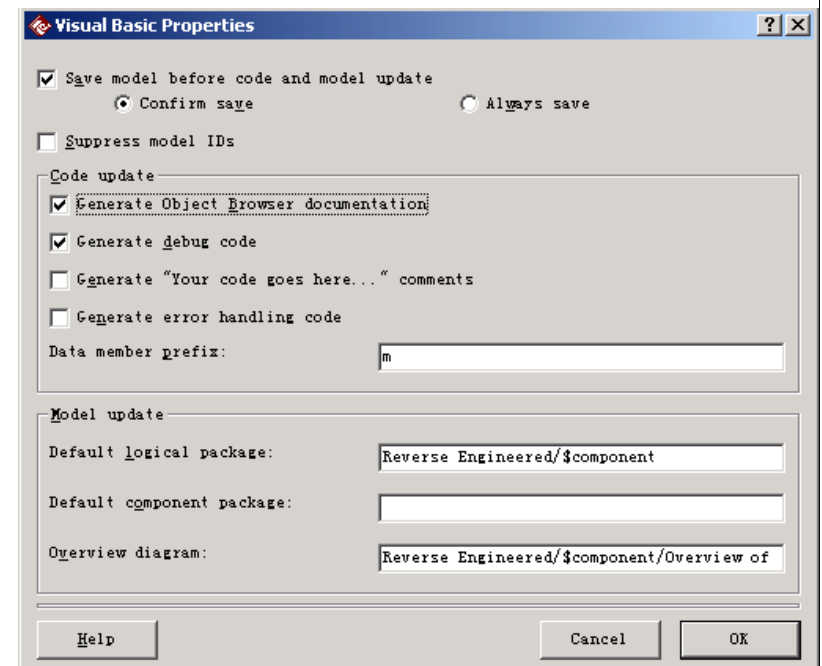 Visual Basic Properties
Save model before code and model update
Confirm save
Always save
Suppress model IDs
Code update
Generate Object Browser documentation
Generate debug code
Generate "Your code goes here..." comments
Generate error handling code
Data member prefix:
m
Model update
Default logical package:
Reverse Engineered/$component
Default component package:
Overview diagram:
Reverse Engineered/$component/Overview of
Help
Cancel
OK